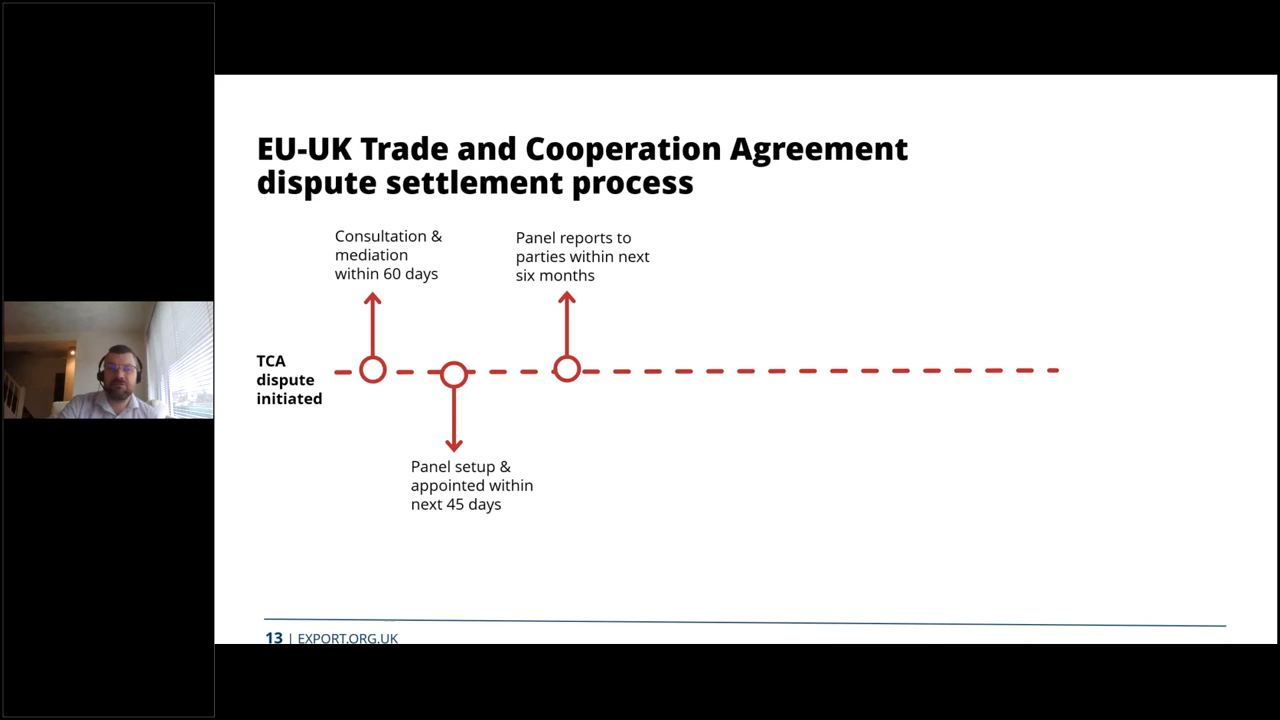 EU-UK Trade and Cooperation Agreement
dispute settlement process
Consultation &
mediation
within 60 days
Panel reports to
parties within next
six months
TCA
dispute
initiated
Panel setup &
appointed within
next 45 days
13 | EXPORT.ORG.UK